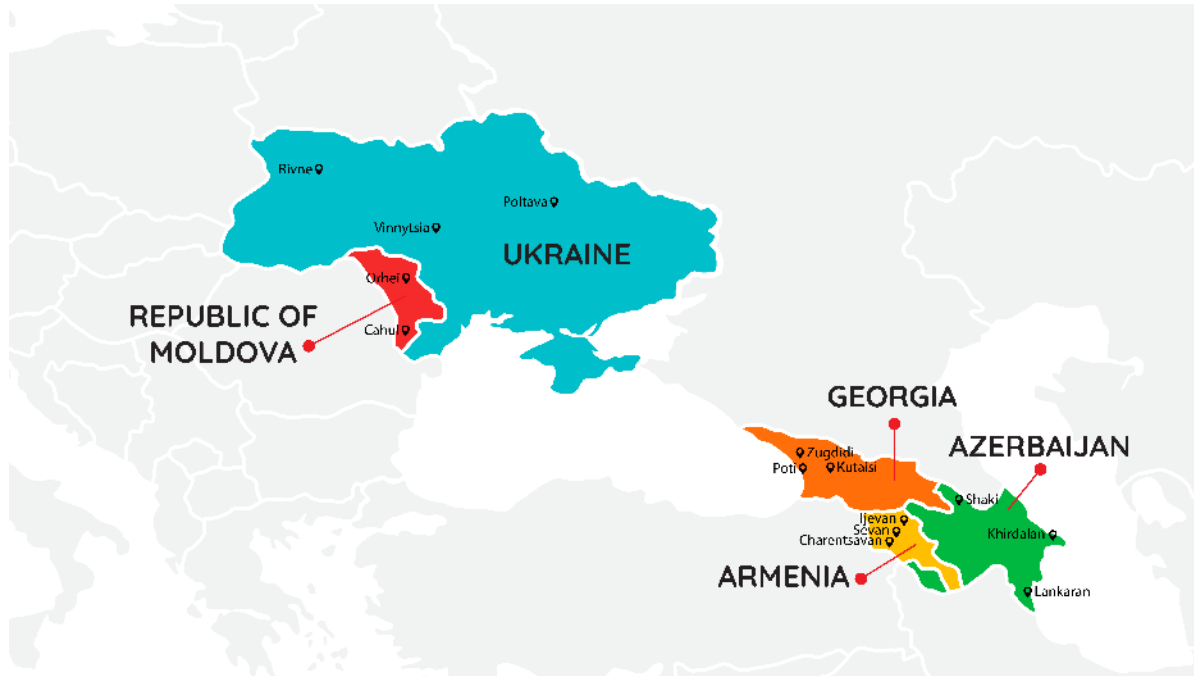 Rivne
Poltava
Vinnytsia
UKRAINE
Orhei
REPUBLIC OF
MOLDOVA
Cahul
GEORGIA
AZERBAIJAN
Zugdidi
Poti
Kutaisi
Shaki
Ijevan
Sevan
Charentsavan
Khirdalan
ARMENIA
Lankaran